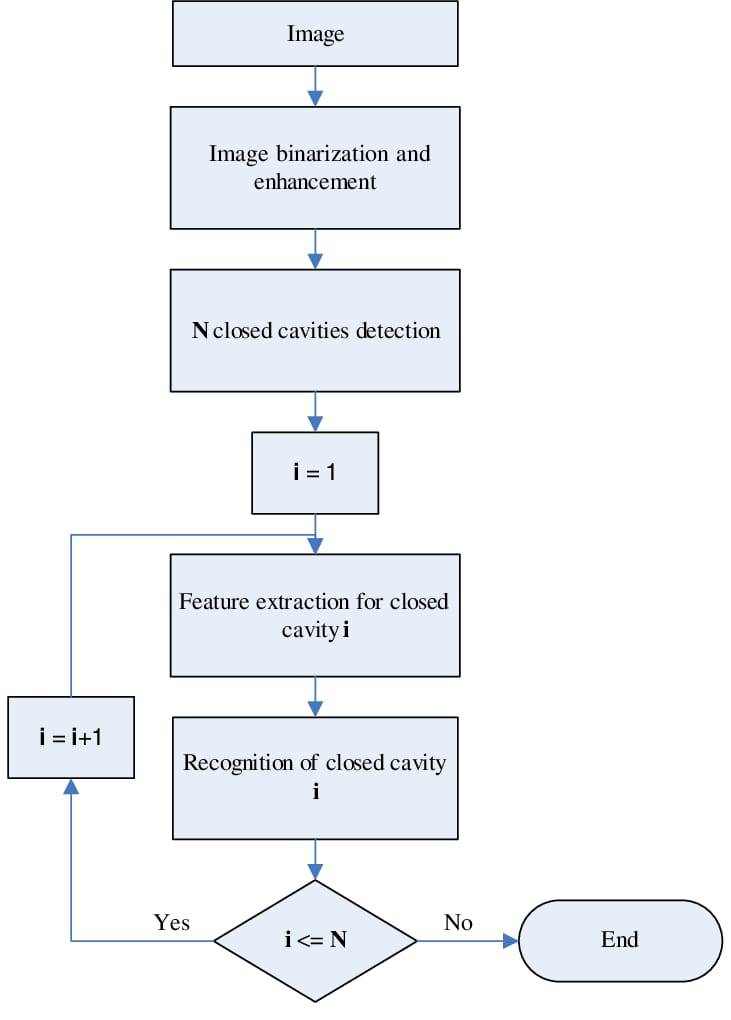 Image
Image binarization and
enhancement
N closed cavities detection
i = 1
Feature extraction for closed
cavity i
i = i+1
Recognition of closed cavity
i
Yes
i <= N
No
End